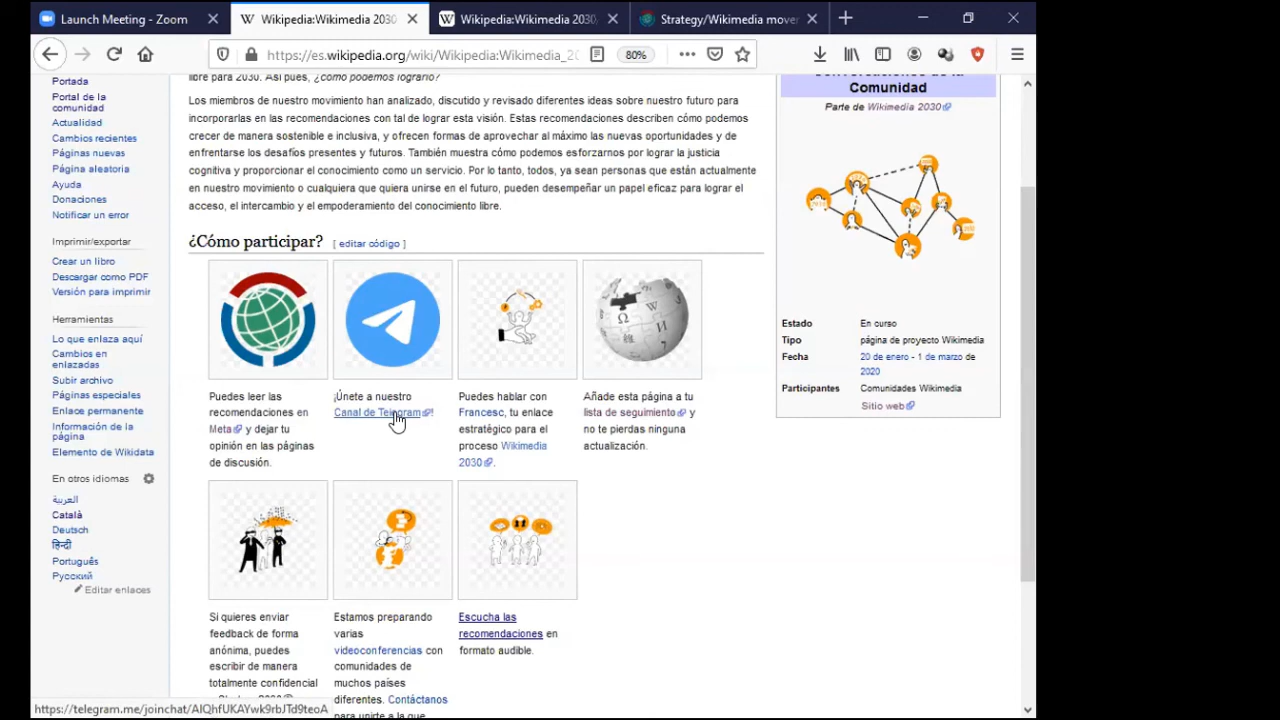 Launch Meeting - Zoom
Wikipedia:Wikimedia 2030
Wikipedia:Wikimedia 2030
Strategy/Wikimedia mover
https://es.wikipedia.org/wiki/Wikipedia:Wikimedia_20
80%
Portada
Portal de la
comunidad
Actualidad
Cambios recientes
Páginas nuevas
Página aleatoria
Ayuda
Donaciones
Notificar un error
Imprimir/exportar
Crear un libro
Descargar como PDF
Versión para imprimir
Herramientas
Lo que enlaza aquí
Cambios en
enlazadas
Subir archivo
Páginas especiales
Enlace permanente
Información de la
página
Elemento de Wikidata
En otros idiomas
العربية
Català
Deutsch
हिन्दी
Português
Русский
Editar enlaces
libre para 2030. Así pues, ¿cómo podemos lograrlo?
Los miembros de nuestro movimiento han analizado, discutido y revisado diferentes ideas sobre nuestro futuro para
incorporarlas en las recomendaciones con tal de lograr esta visión. Estas recomendaciones describen cómo podemos
crecer de manera sostenible e inclusiva, y ofrecen formas de aprovechar al máximo las nuevas oportunidades y de
enfrentarse los desafíos presentes y futuros. También muestra cómo podemos esforzarnos por lograr la justicia
cognitiva y proporcionar el conocimiento como un servicio. Por lo tanto, todos, ya sean personas que están actualmente
en nuestro movimiento o cualquiera que quiera unirse en el futuro, pueden desempeñar un papel eficaz para lograr el
acceso, el intercambio y el empoderamiento del conocimiento libre.
¿Cómo participar? [ editar código ]
Puedes leer las
recomendaciones en
Meta y dejar tu
opinión en las páginas
de discusión.
¡Únete a nuestro
Canal de Telegram!
Puedes hablar con
Francesc, tu enlace
estratégico para el
proceso Wikimedia
2030.
Añade esta página a tu
lista de seguimiento y
no te pierdas ninguna
actualización.
Si quieres enviar
feedback de forma
anónima, puedes
escribir de manera
totalmente confidencial
Estamos preparando
varias
videoconferencias con
comunidades de
muchos países
diferentes. Contáctanos
para unirte a la que
Escucha las
recomendaciones en
formato audible.
Conversaciones de la
Comunidad
Parte de Wikimedia 2030
Estado En curso
Tipo página de proyecto Wikimedia
Fecha 20 de enero - 1 de marzo de
2020
Participantes Comunidades Wikimedia
Sitio web
https://telegram.me/joinchat/AIQhfUKAYwk9rbJTd9teoA